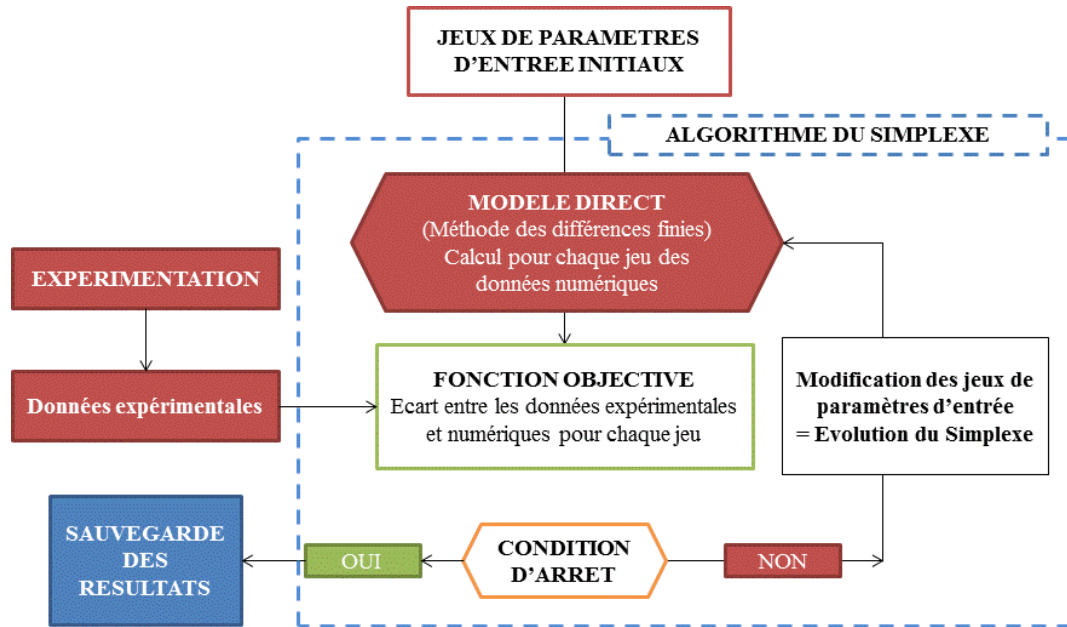 JEUX DE PARAMETRES
D'ENTREE INITIAUX
ALGORITHME DU SIMPLEXE
MODELE DIRECT
(Méthode des différences finies)
Calcul pour chaque jeu des
données numériques
EXPERIMENTATION
Données expérimentales
FONCTION OBJECTIVE
Ecart entre les données expérimentales
et numériques pour chaque jeu
Modification des jeux de
paramètres d'entrée
= Evolution du Simplexe
SAUVEGARDE
DES
RESULTATS
OUI
CONDITION
D'ARRET
NON